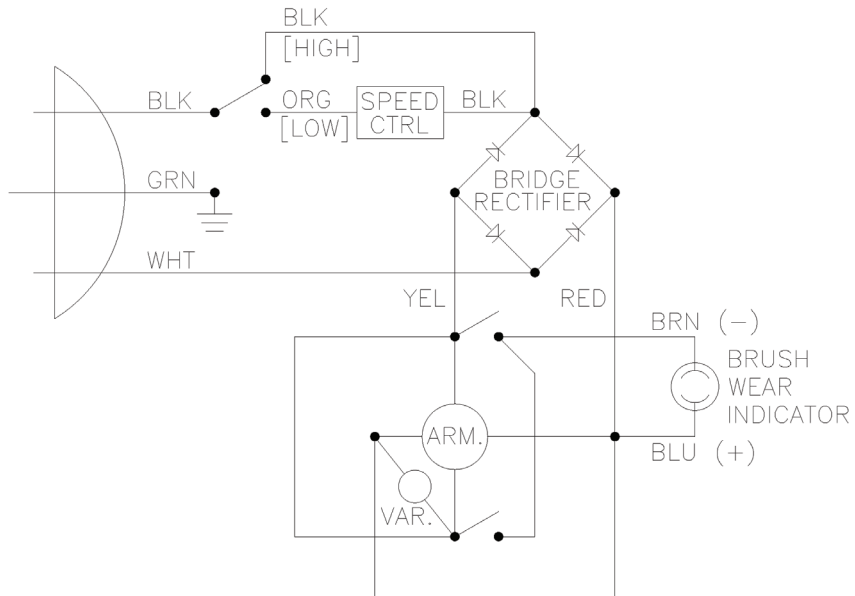 BLK
[HIGH]
BLK
ORG
[LOW]
SPEED
CTRL
BLK
BRIDGE
RECTIFIER
GRN
WHT
YEL
RED
BRN (-)
BRUSH
WEAR
INDICATOR
ARM.
BLU (+)
VAR.